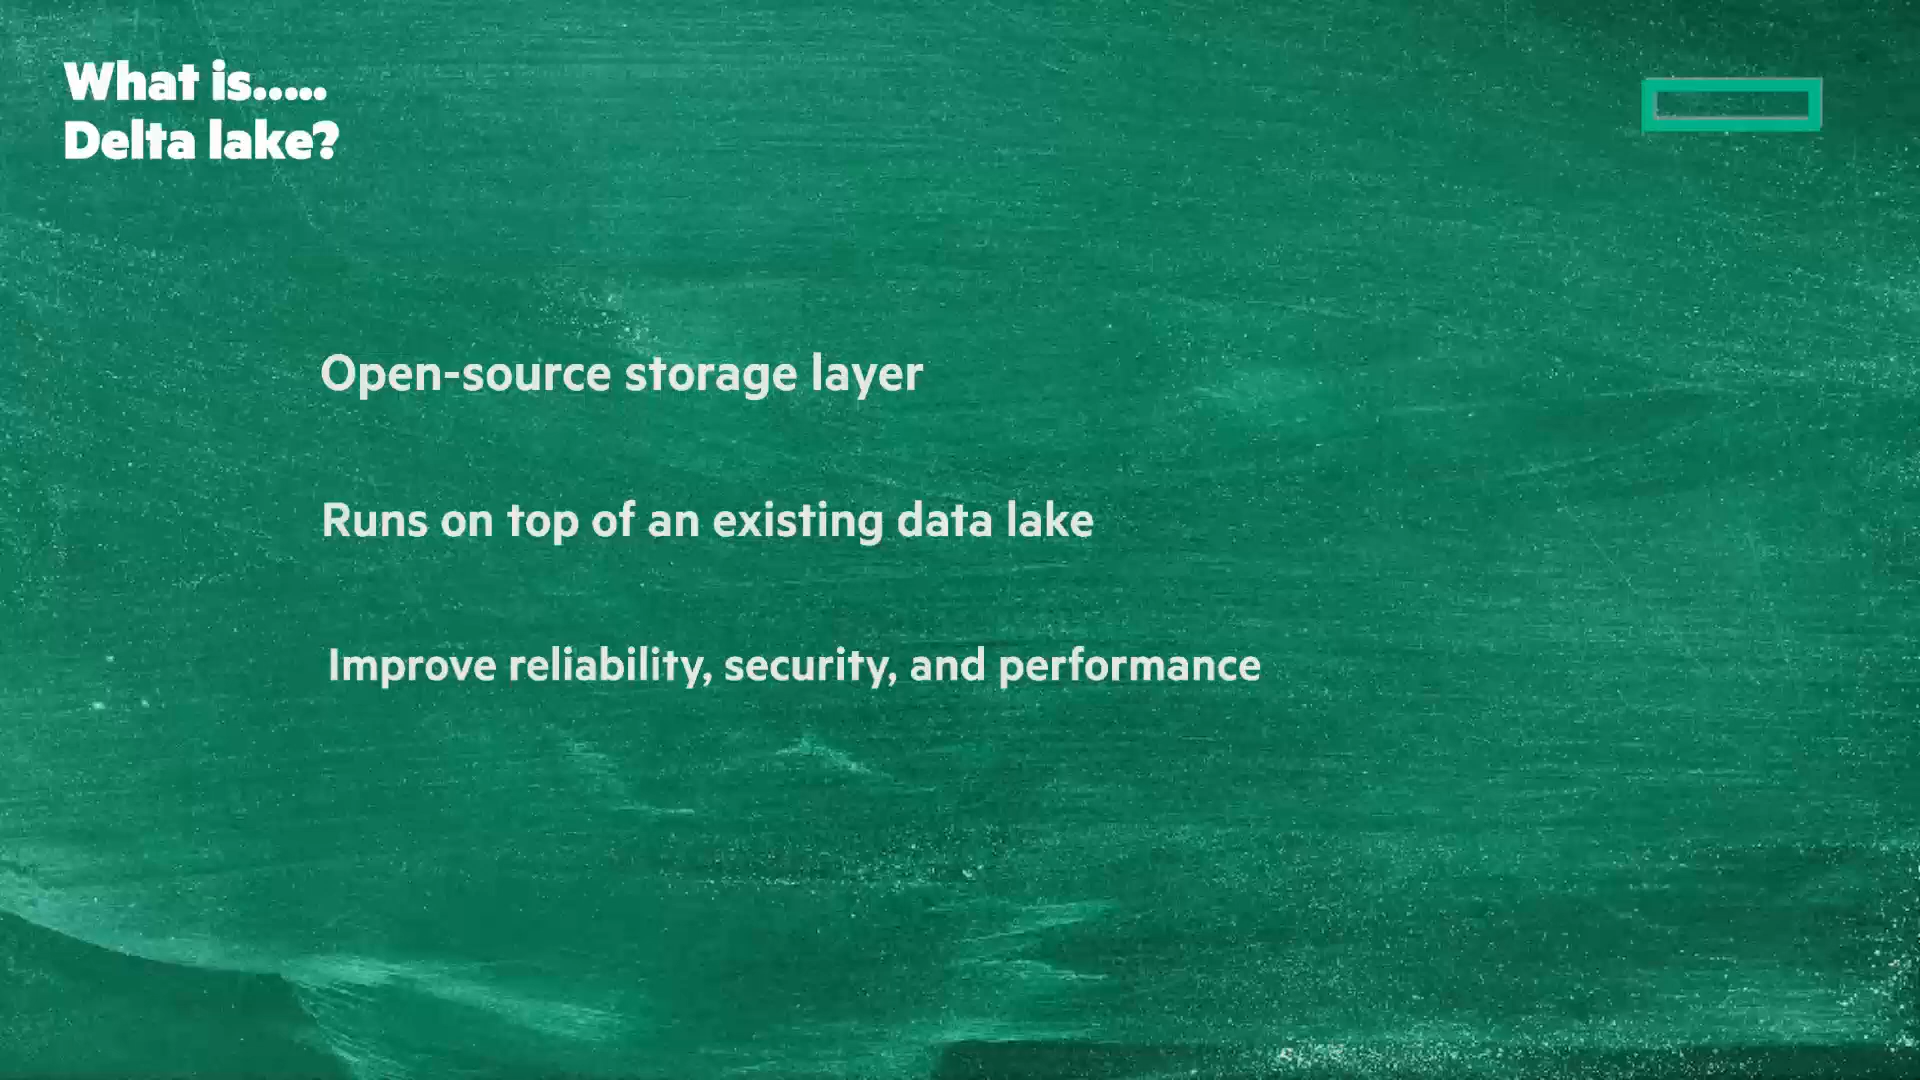 What is.....
Delta lake?
Open-source storage layer
Runs on top of an existing data lake
Improve reliability, security, and performance